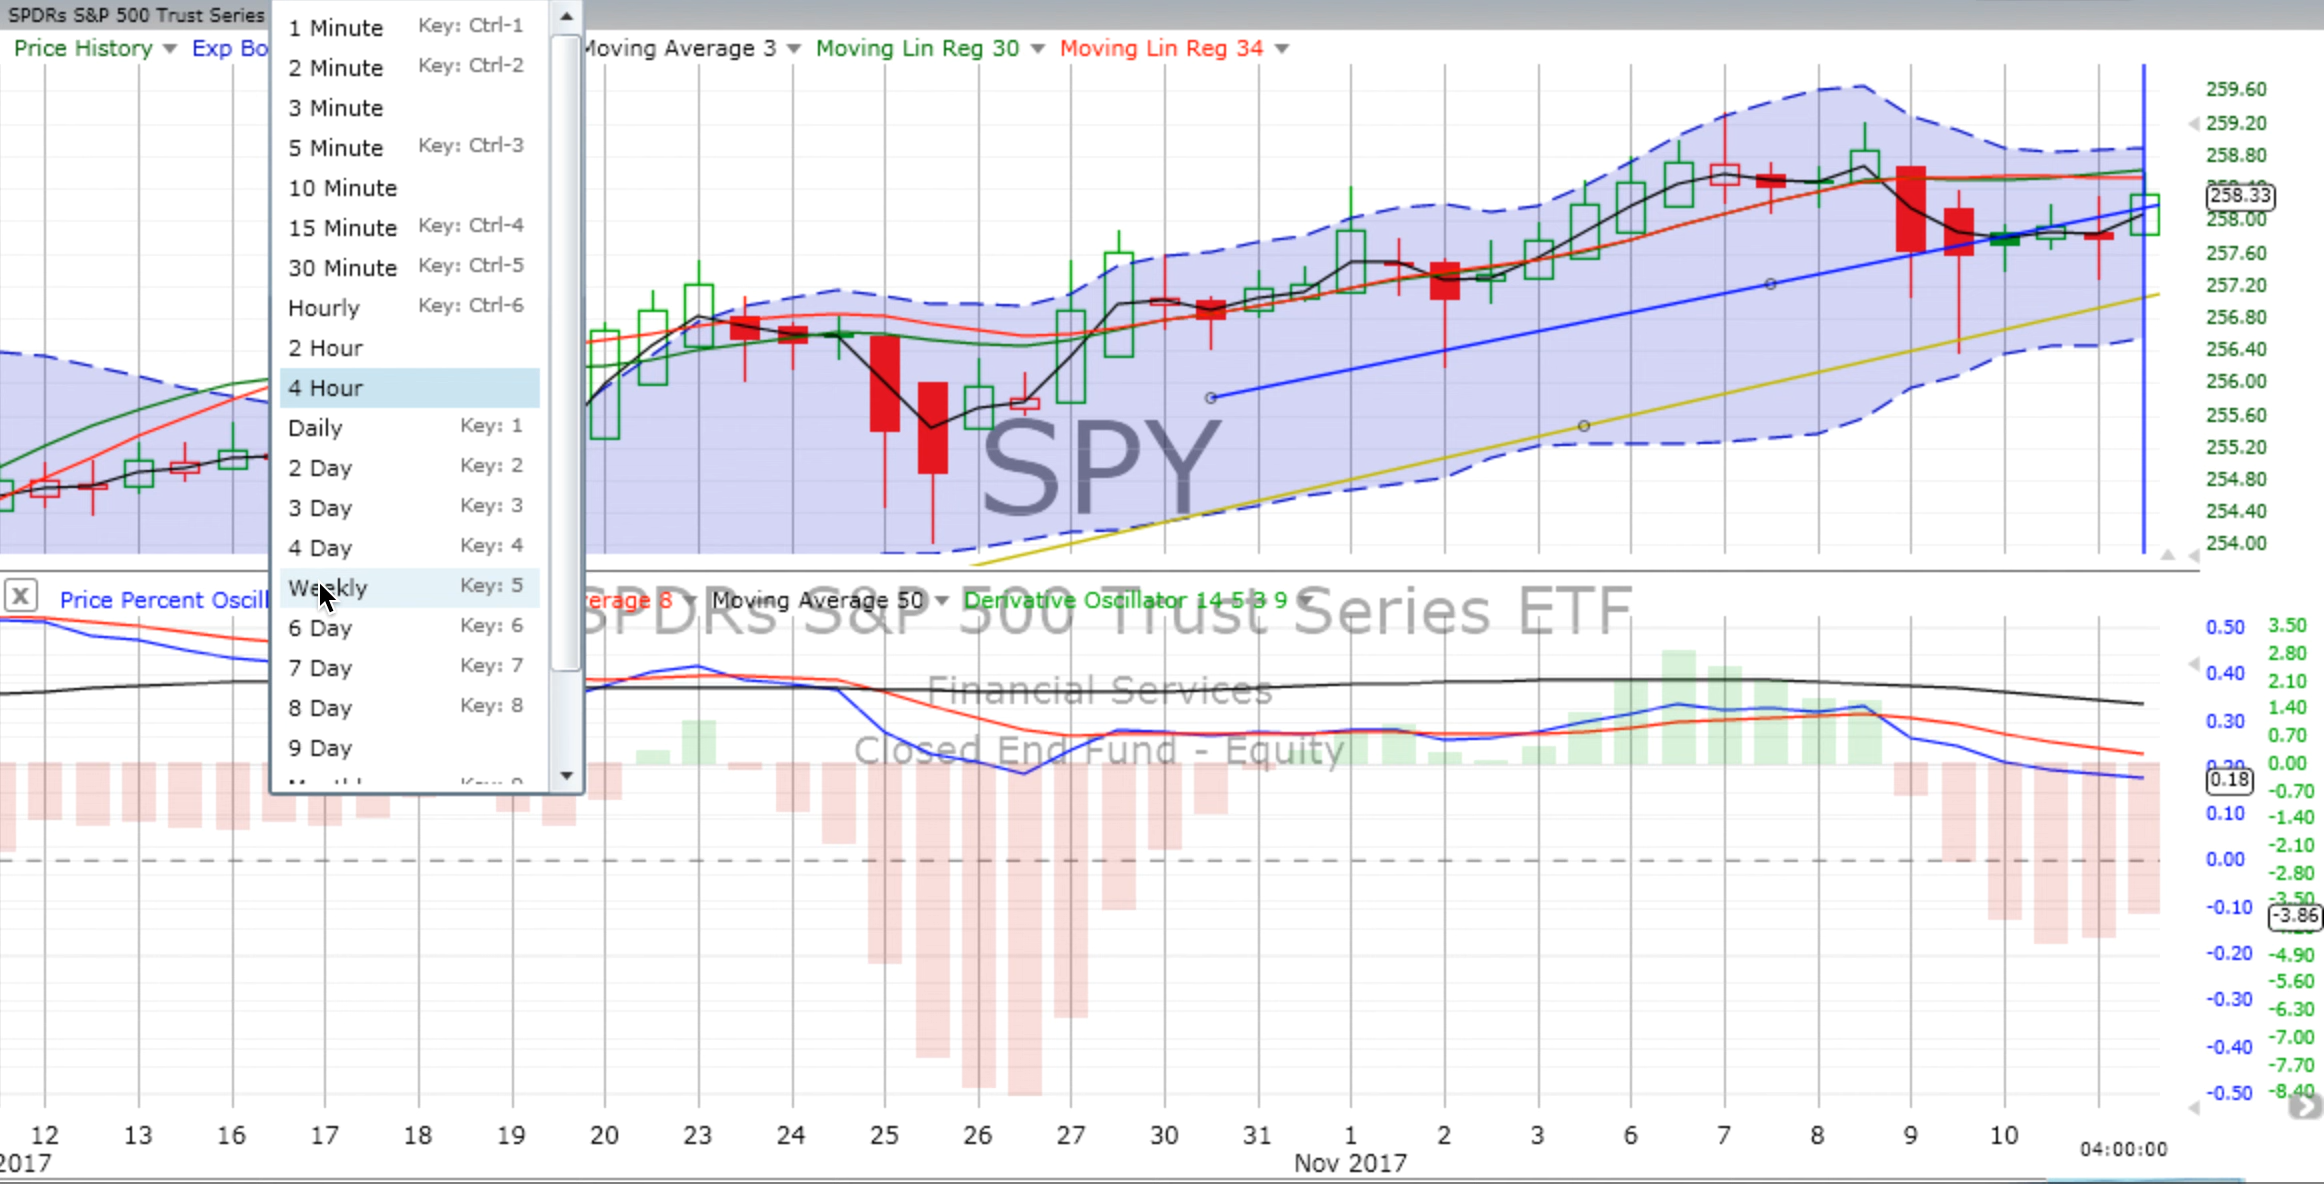 SPDRs S&P 500 Trust Series
Price History Exp Bo Moving Average 3 Moving Lin Reg 30 Moving Lin Reg 34
1 Minute Key: Ctrl-1
2 Minute Key: Ctrl-2
3 Minute
5 Minute Key: Ctrl-3
10 Minute
15 Minute Key: Ctrl-4
30 Minute Key: Ctrl-5
Hourly Key: Ctrl-6
2 Hour
4 Hour
Daily Key: 1
2 Day Key: 2
3 Day Key: 3
4 Day Key: 4
Weekly Key: 5
6 Day Key: 6
7 Day Key: 7
8 Day Key: 8
9 Day
259.60
259.20
258.80
258.33
258.00
257.60
257.20
256.80
256.40
256.00
255.60
255.20
254.80
254.40
254.00
SPY
X Price Percent Oscill erage 8 Moving Average 50 Derivative Oscillator 14 5 3 9
SPDRs S&P 500 Trust Series ETF
Financial Services
Closed End Fund - Equity
0.50
0.40
0.30
0.18
0.10
0.00
-0.10
-0.20
-0.30
-0.40
-0.50
3.50
2.80
2.10
1.40
0.70
0.00
-0.70
-1.40
-2.10
-2.80
-3.50
-3.86
-4.90
-5.60
-6.30
-7.00
-7.70
-8.40
12 13 16 17 18 19 20 23 24 25 26 27 30 31 1 2 3 6 7 8 9 10 04:00:00
2017 Nov 2017